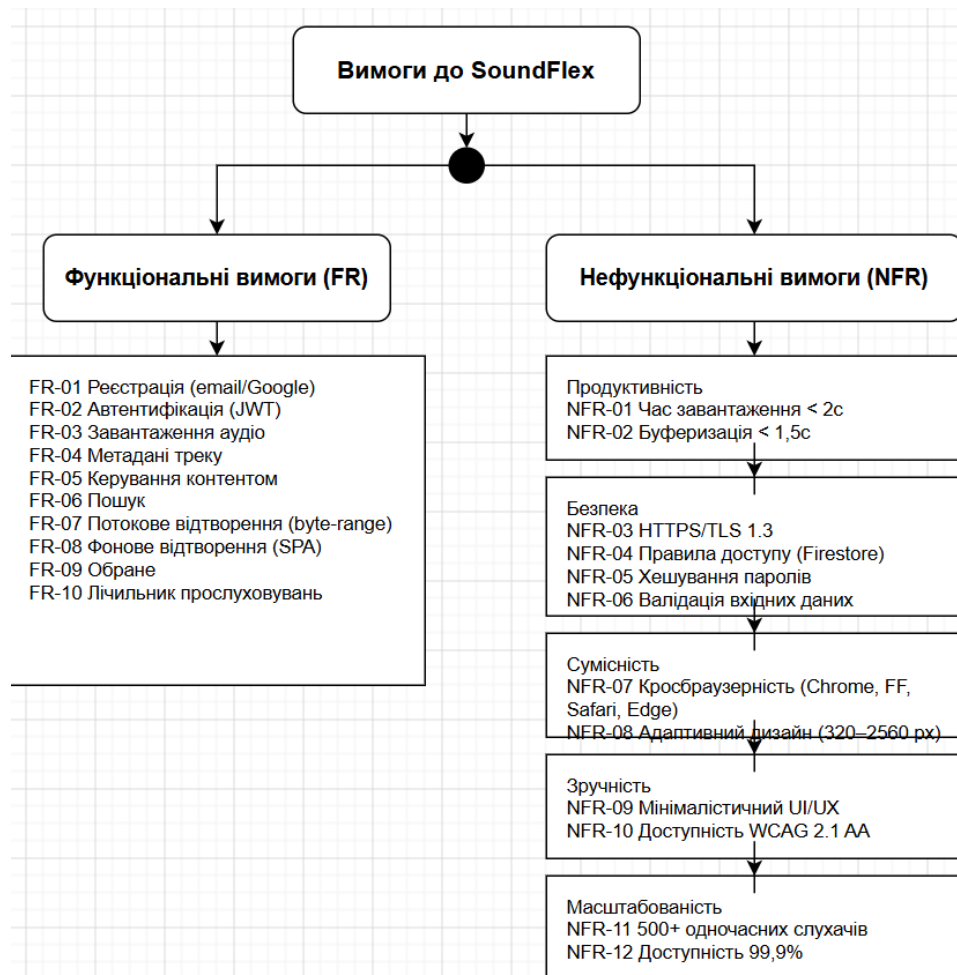 Вимоги до SoundFlex
Функціональні вимоги (FR)
Нефункціональні вимоги (NFR)
FR-01 Реєстрація (email/Google)
FR-02 Автентифікація (JWT)
FR-03 Завантаження аудіо
FR-04 Метадані треку
FR-05 Керування контентом
FR-06 Пошук
FR-07 Потокове відтворення (byte-range)
FR-08 Фонове відтворення (SPA)
FR-09 Обране
FR-10 Лічильник прослуховувань
Продуктивність
NFR-01 Час завантаження < 2с
NFR-02 Буферизація < 1,5с
Безпека
NFR-03 HTTPS/TLS 1.3
NFR-04 Правила доступу (Firestore)
NFR-05 Хешування паролів
NFR-06 Валідація вхідних даних
Сумісність
NFR-07 Кросбраузерність (Chrome, FF,
Safari, Edge)
NFR-08 Адаптивний дизайн (320–2560 px)
Зручність
NFR-09 Мінімалістичний UI/UX
NFR-10 Доступність WCAG 2.1 AA
Масштабованість
NFR-11 500+ одночасних слухачів
NFR-12 Доступність 99,9%